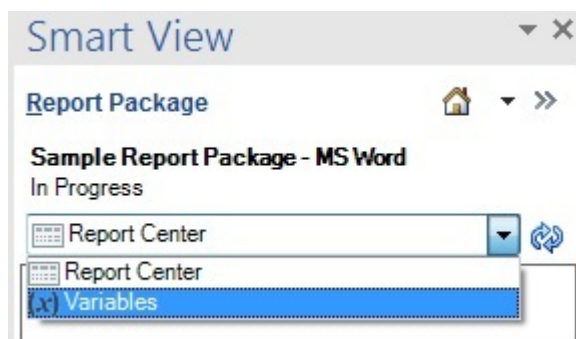 Smart View
Report Package
Sample Report Package - MS Word
In Progress
Report Center
Report Center
(x) Variables